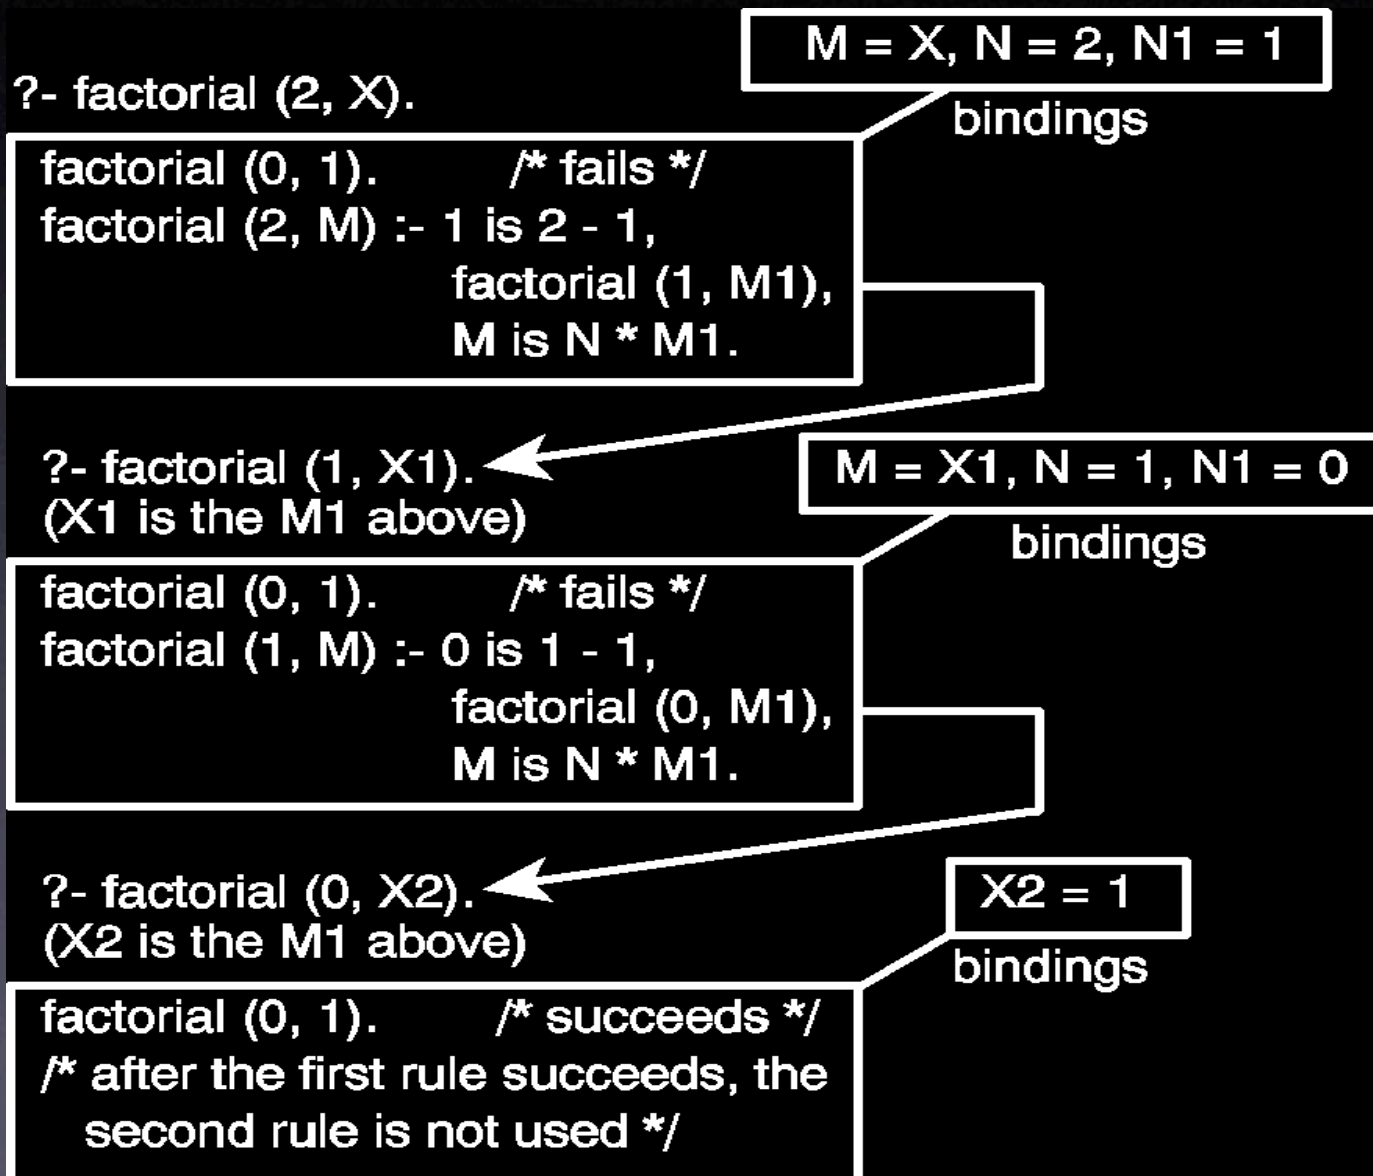 M = X, N = 2, N1 = 1
?- factorial (2, X).
bindings
factorial (0, 1). /* fails */
factorial (2, M) :- 1 is 2 - 1,
factorial (1, M1),
M is N * M1.
?- factorial (1, X1).
M = X1, N = 1, N1 = 0
(X1 is the M1 above)
bindings
factorial (0, 1). /* fails */
factorial (1, M) :- 0 is 1 - 1,
factorial (0, M1),
M is N * M1.
?- factorial (0, X2).
X2 = 1
(X2 is the M1 above)
bindings
factorial (0, 1). /* succeeds */
/* after the first rule succeeds, the
second rule is not used */